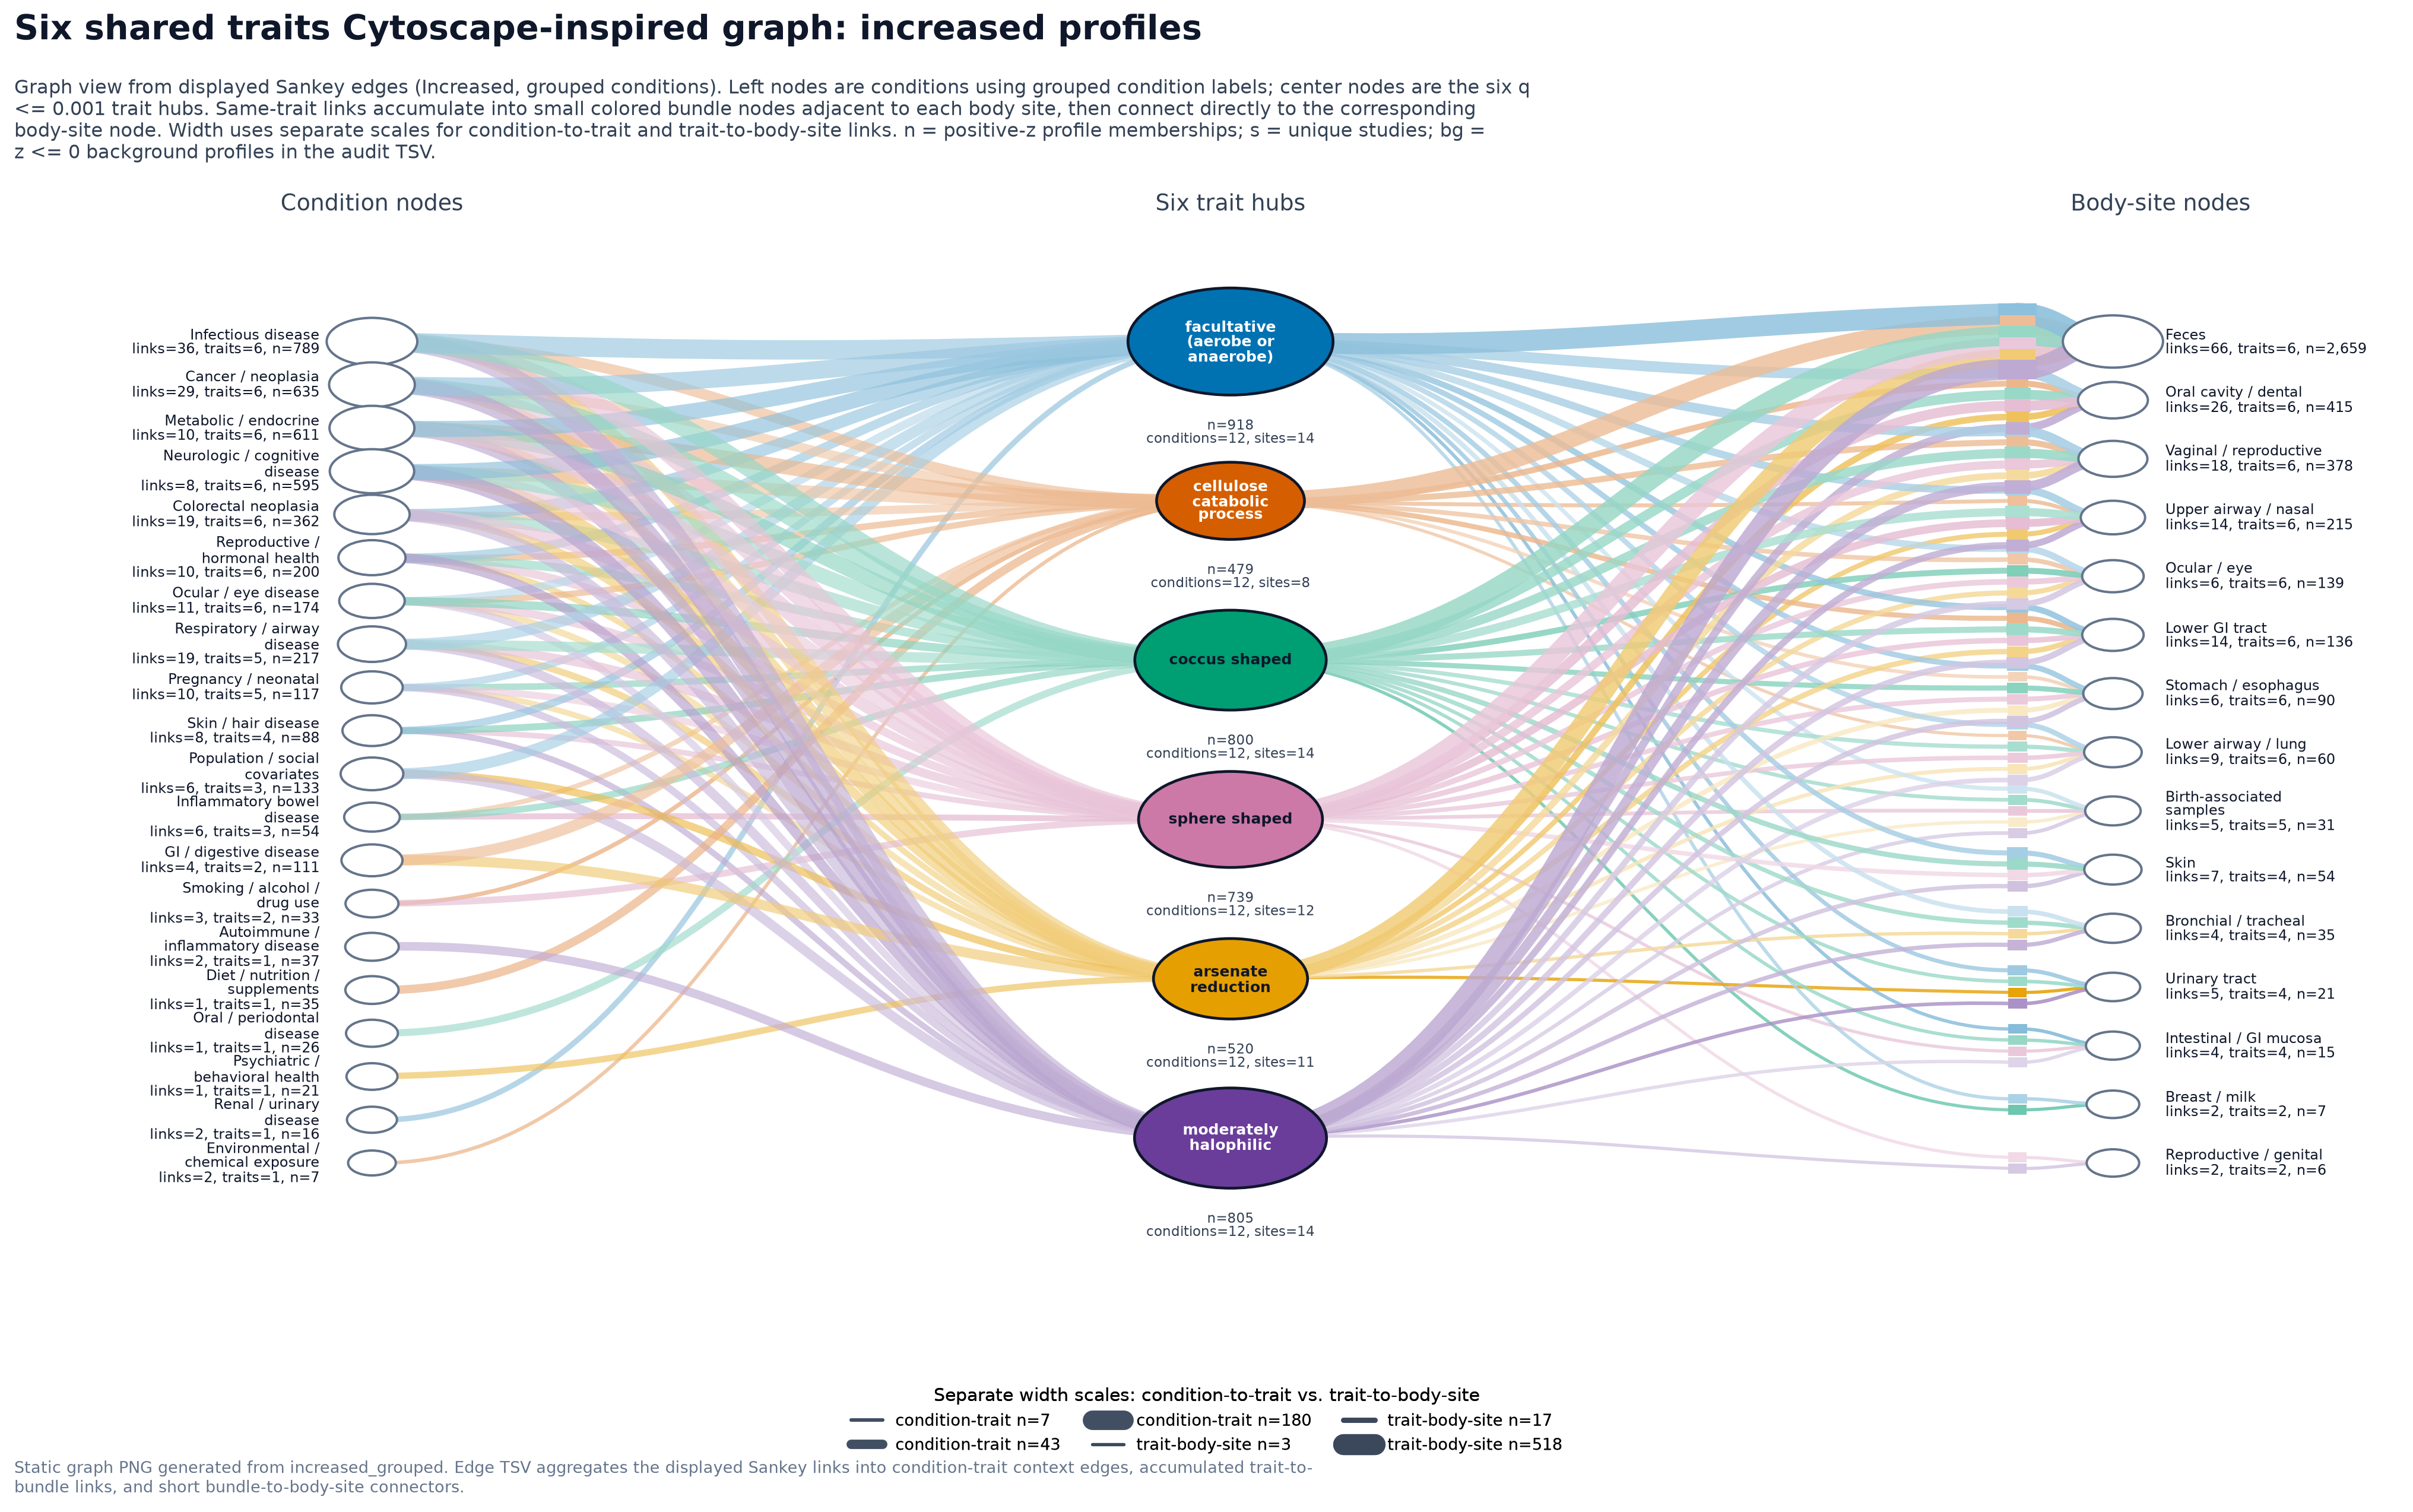 Six shared traits Cytoscape-inspired graph: increased profiles
Graph view from displayed Sankey edges (Increased, grouped conditions). Left nodes are conditions using grouped condition labels; center nodes are the six q
<= 0.001 trait hubs. Same-trait links accumulate into small colored bundle nodes adjacent to each body site, then connect directly to the corresponding
body-site node. Width uses separate scales for condition-to-trait and trait-to-body-site links. n = positive-z profile memberships; s = unique studies; bg =
z <= 0 background profiles in the audit TSV.
Condition nodes
Infectious disease
links=36, traits=6, n=789
Cancer / neoplasia
links=29, traits=6, n=635
Metabolic / endocrine
links=10, traits=6, n=611
Neurologic / cognitive
disease
links=8, traits=6, n=595
Colorectal neoplasia
links=19, traits=6, n=362
Reproductive /
hormonal health
links=10, traits=6, n=200
Ocular / eye disease
links=11, traits=6, n=174
Respiratory / airway
disease
links=19, traits=5, n=217
Pregnancy / neonatal
links=10, traits=5, n=117
Skin / hair disease
links=8, traits=4, n=88
Population / social
covariates
links=6, traits=3, n=133
Inflammatory bowel
disease
links=6, traits=3, n=54
GI / digestive disease
links=4, traits=2, n=111
Smoking / alcohol /
drug use
links=3, traits=2, n=33
Autoimmune /
inflammatory disease
links=2, traits=1, n=37
Diet / nutrition /
supplements
links=1, traits=1, n=35
Oral / periodontal
disease
links=1, traits=1, n=26
Psychiatric /
behavioral health
links=1, traits=1, n=21
Renal / urinary
disease
links=2, traits=1, n=16
Environmental /
chemical exposure
links=2, traits=1, n=7
Six trait hubs
facultative
(aerobe or
anaerobe)
n=918
conditions=12, sites=14
cellulose
catabolic
process
n=479
conditions=12, sites=8
coccus shaped
n=800
conditions=12, sites=14
sphere shaped
n=739
conditions=12, sites=12
arsenate
reduction
n=520
conditions=12, sites=11
moderately
halophilic
n=805
conditions=12, sites=14
Body-site nodes
Feces
links=66, traits=6, n=2,659
Oral cavity / dental
links=26, traits=6, n=415
Vaginal / reproductive
links=18, traits=6, n=378
Upper airway / nasal
links=14, traits=6, n=215
Ocular / eye
links=6, traits=6, n=139
Lower GI tract
links=14, traits=6, n=136
Stomach / esophagus
links=6, traits=6, n=90
Lower airway / lung
links=9, traits=6, n=60
Birth-associated
samples
links=5, traits=5, n=31
Skin
links=7, traits=4, n=54
Bronchial / tracheal
links=4, traits=4, n=35
Urinary tract
links=5, traits=4, n=21
Intestinal / GI mucosa
links=4, traits=4, n=15
Breast / milk
links=2, traits=2, n=7
Reproductive / genital
links=2, traits=2, n=6
Separate width scales: condition-to-trait vs. trait-to-body-site
condition-trait n=7
condition-trait n=180
trait-body-site n=17
condition-trait n=43
trait-body-site n=3
trait-body-site n=518
Static graph PNG generated from increased_grouped. Edge TSV aggregates the displayed Sankey links into condition-trait context edges, accumulated trait-to-
bundle links, and short bundle-to-body-site connectors.